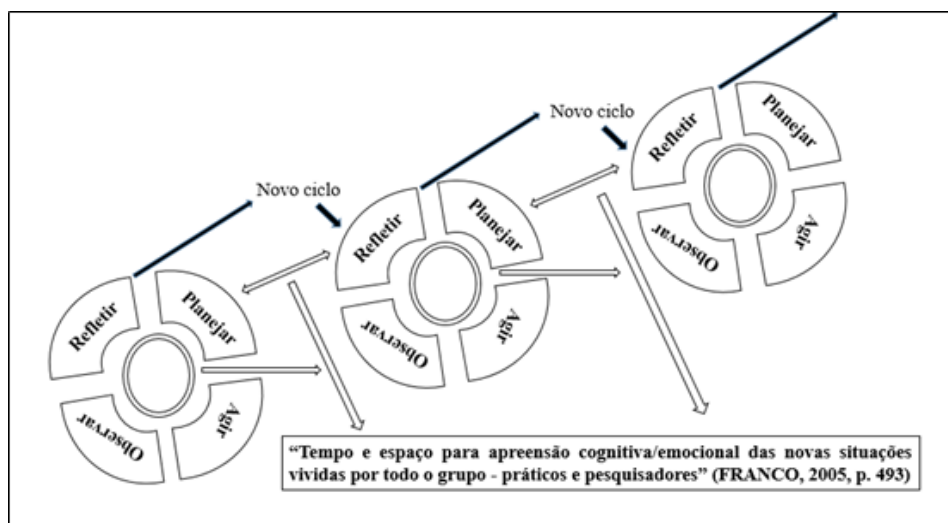 Novo ciclo
Refletir
Planejar
Observar
Agir
Novo ciclo
Refletir
Planejar
Observar
Agir
Refletir
Planejar
Observar
Agir
“Tempo e espaço para apreensão cognitiva/emocional das novas situações
vividas por todo o grupo - práticos e pesquisadores” (FRANCO, 2005, p. 493)